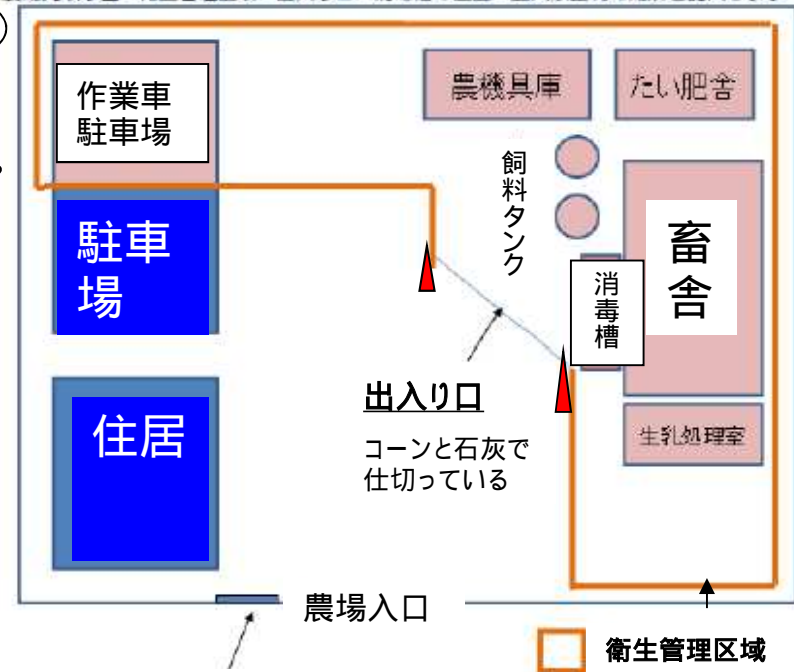 作業車
駐車場
農機具庫
たい肥舎
飼料タンク
駐車
場
畜
舎
消毒槽
出入り口
コーンと石灰で
仕切っている
住居
生乳処理室
農場入口
衛生管理区域